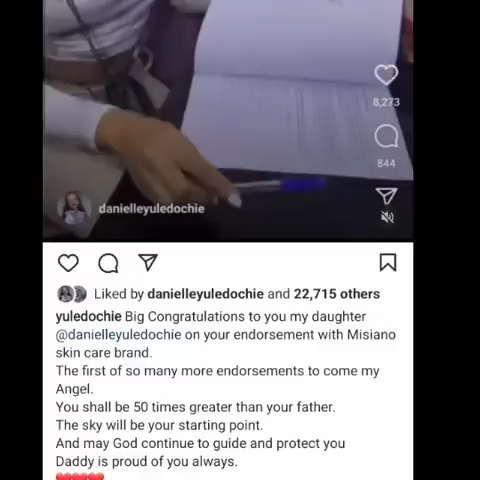 8,273
844
danielleyuledochie
Liked by danielleyuledochie and 22,715 others
yuledochie Big Congratulations to you my daughter
@danielleyuledochie on your endorsement with Misiano
skin care brand.
The first of so many more endorsements to come my
Angel.
You shall be 50 times greater than your father.
The sky will be your starting point.
And may God continue to guide and protect you
Daddy is proud of you always.